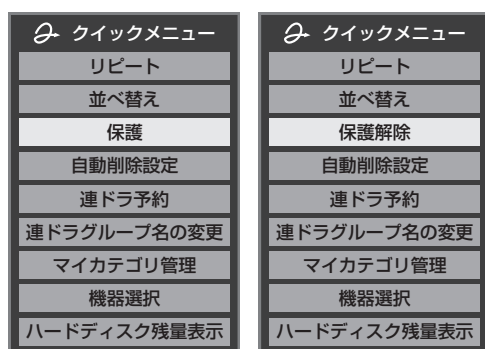 クイックメニュー
リピート
並べ替え
保護
自動削除設定
連ドラ予約
連ドラグループ名の変更
マイカテゴリ管理
機器選択
ハードディスク残量表示
クイックメニュー
リピート
並べ替え
保護解除
自動削除設定
連ドラ予約
連ドラグループ名の変更
マイカテゴリ管理
機器選択
ハードディスク残量表示